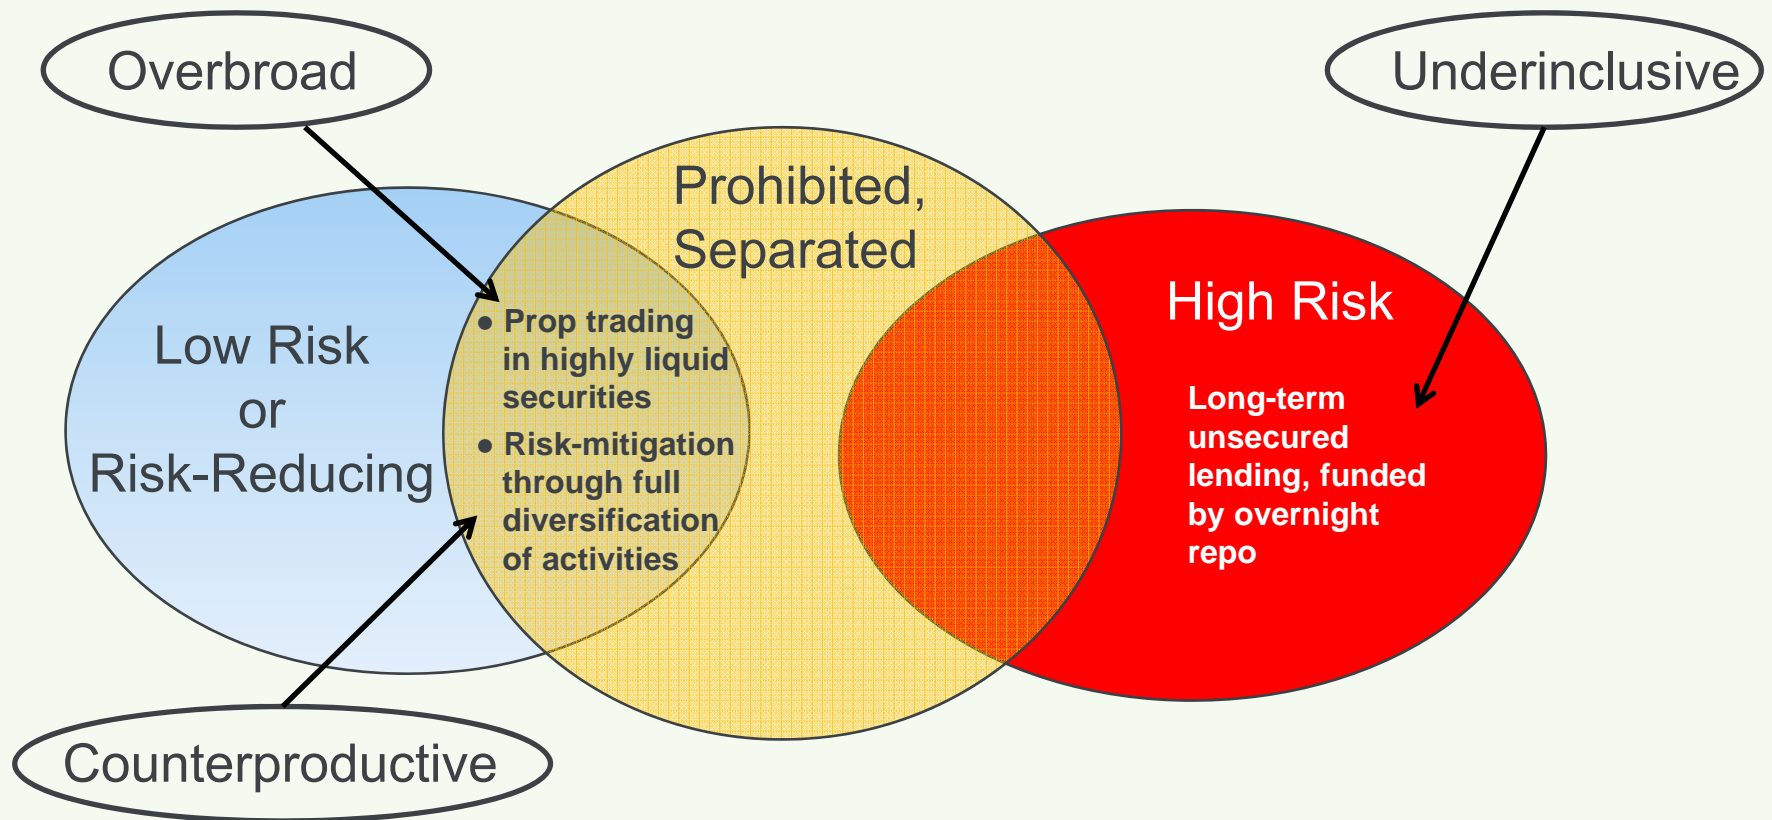 Overbroad
Underinclusive
Prohibited,
Separated
Low Risk
or
Risk-Reducing
● Prop trading
in highly liquid
securities
● Risk-mitigation
through full
diversification
of activities
High Risk
Long-term
unsecured
lending, funded
by overnight
repo
Counterproductive